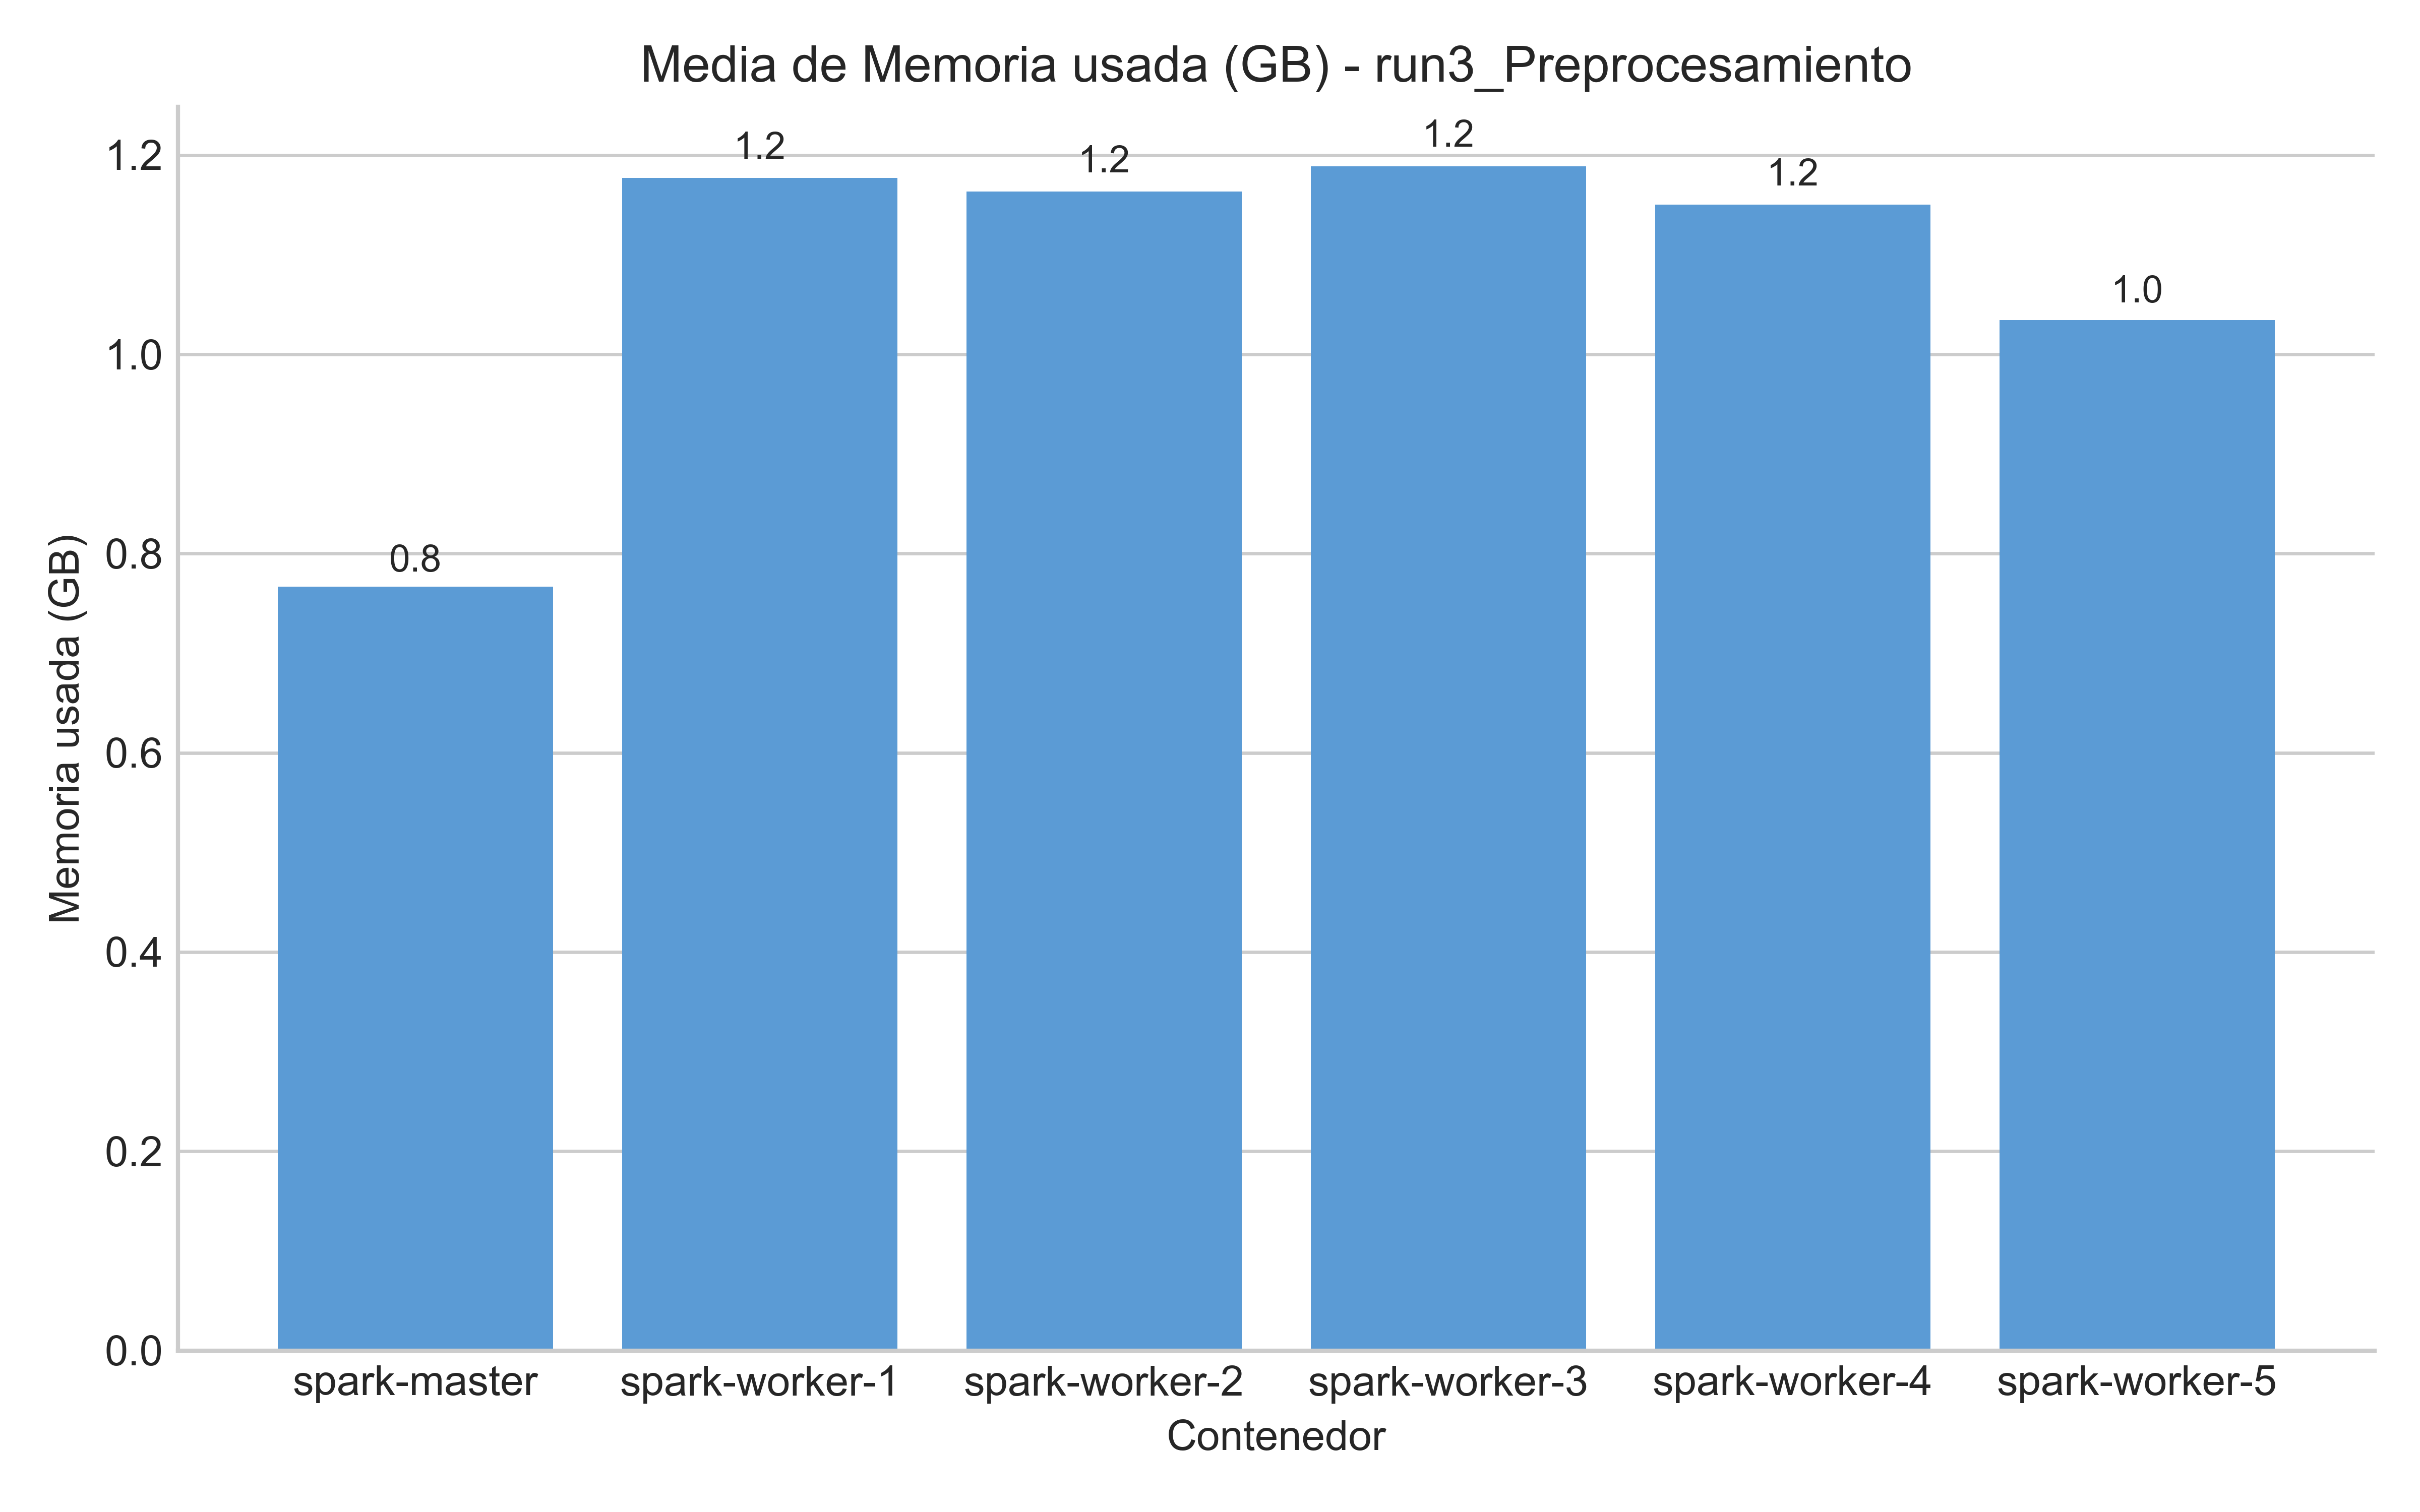 Media de Memoria usada (GB) - run3_Preprocesamiento
Memoria usada (GB)
1.2
1.0
0.8
0.6
0.4
0.2
0.0
0.8
1.2
1.2
1.2
1.2
1.0
spark-master
spark-worker-1
spark-worker-2
spark-worker-3
spark-worker-4
spark-worker-5
Contenedor